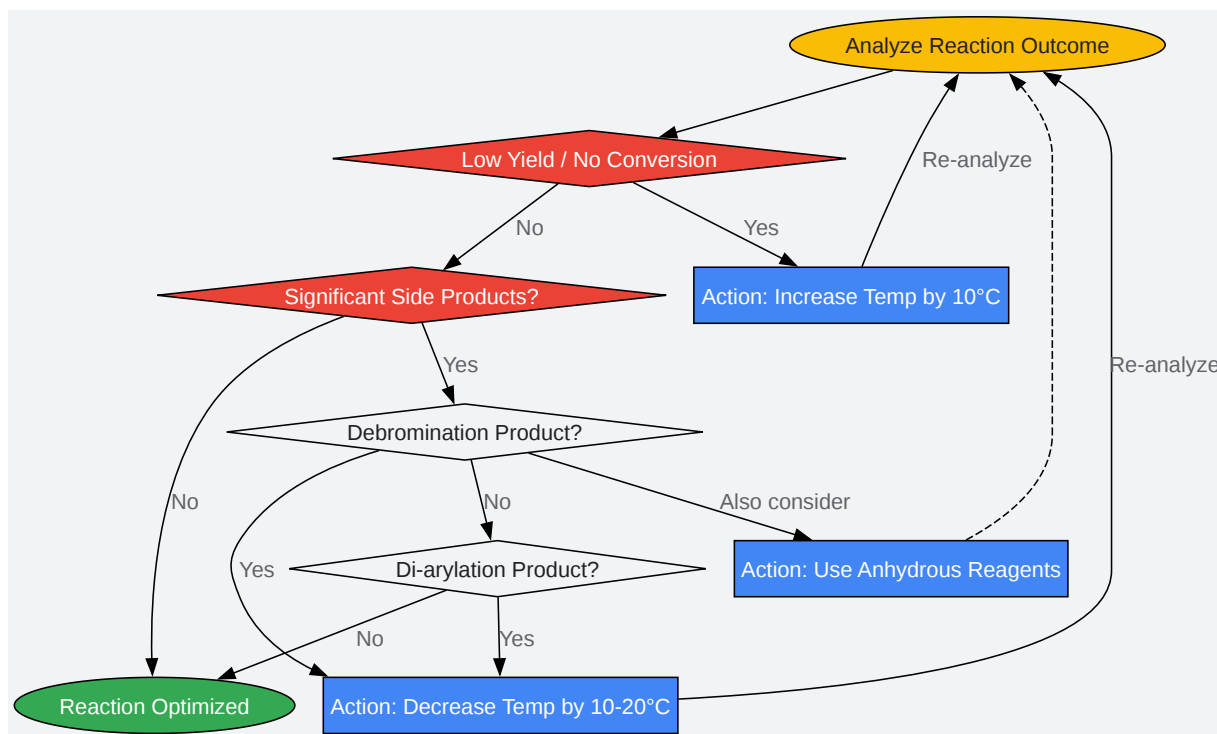 Analyze Reaction Outcome
Low Yield / No Conversion
Re-analyze
No
Yes
Significant Side Products?
Action: Increase Temp by 10°C
Yes
Re-analyze
Debromination Product?
No
No
Also consider
Yes
Di-arylation Product?
Action: Use Anhydrous Reagents
No
Yes
Reaction Optimized
Action: Decrease Temp by 10-20°C